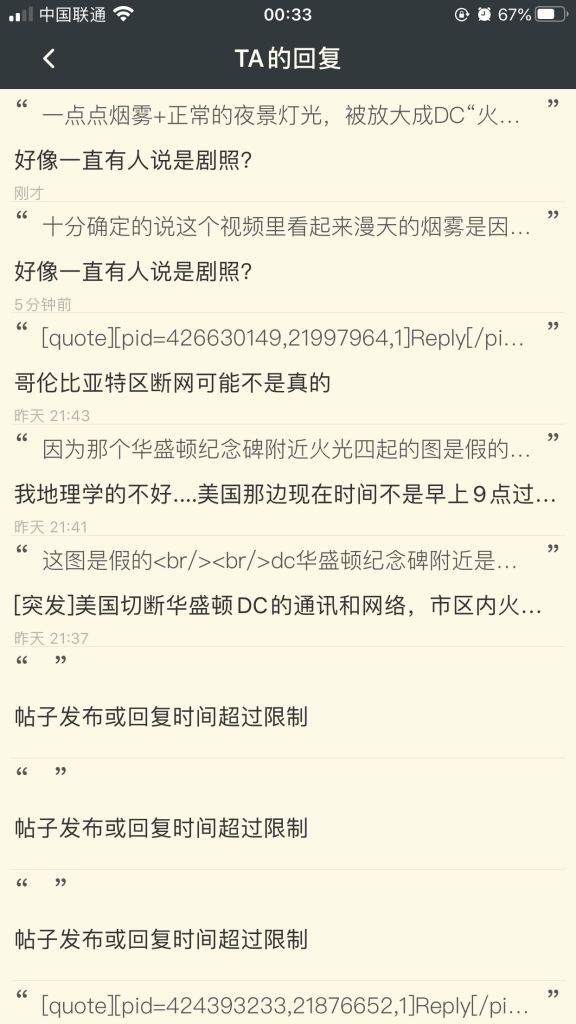 中国联通 00:33 67%
TA的回复
“ 一点点烟雾+正常的夜景灯光，被放大成DC“火... ”
好像一直有人说是剧照?
刚才
“ 十分确定的说这个视频里看起来漫天的烟雾是因... ”
好像一直有人说是剧照?
5分钟前
“ [quote][pid=426630149,21997964,1]Reply[/pi... ”
哥伦比亚特区断网可能不是真的
昨天 21:43
“ 因为那个华盛顿纪念碑附近火光四起的图是假的... ”
我地理学的不好....美国那边现在时间不是早上9点过...
昨天 21:41
“ 这图是假的<br/><br/>dc华盛顿纪念碑附近是... ”
[突发]美国切断华盛顿DC的通讯和网络，市区内火...
昨天 21:37
“ ”
帖子发布或回复时间超过限制
“ ”
帖子发布或回复时间超过限制
“ ”
帖子发布或回复时间超过限制
“ [quote][pid=424393233,21876652,1]Reply[/pi... ”